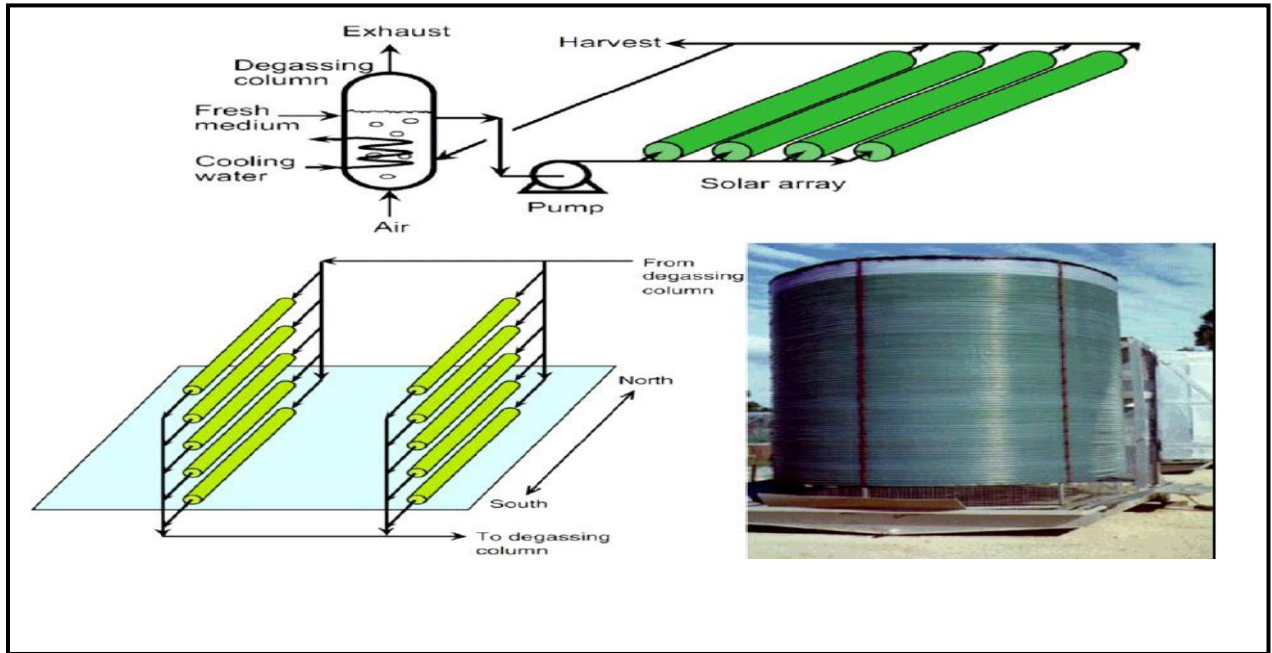 Exhaust
Degassing
column
Fresh
medium
Cooling
water
Air
Pump
Harvest
Solar array
From
degassing
column
North
South
To degassing
column